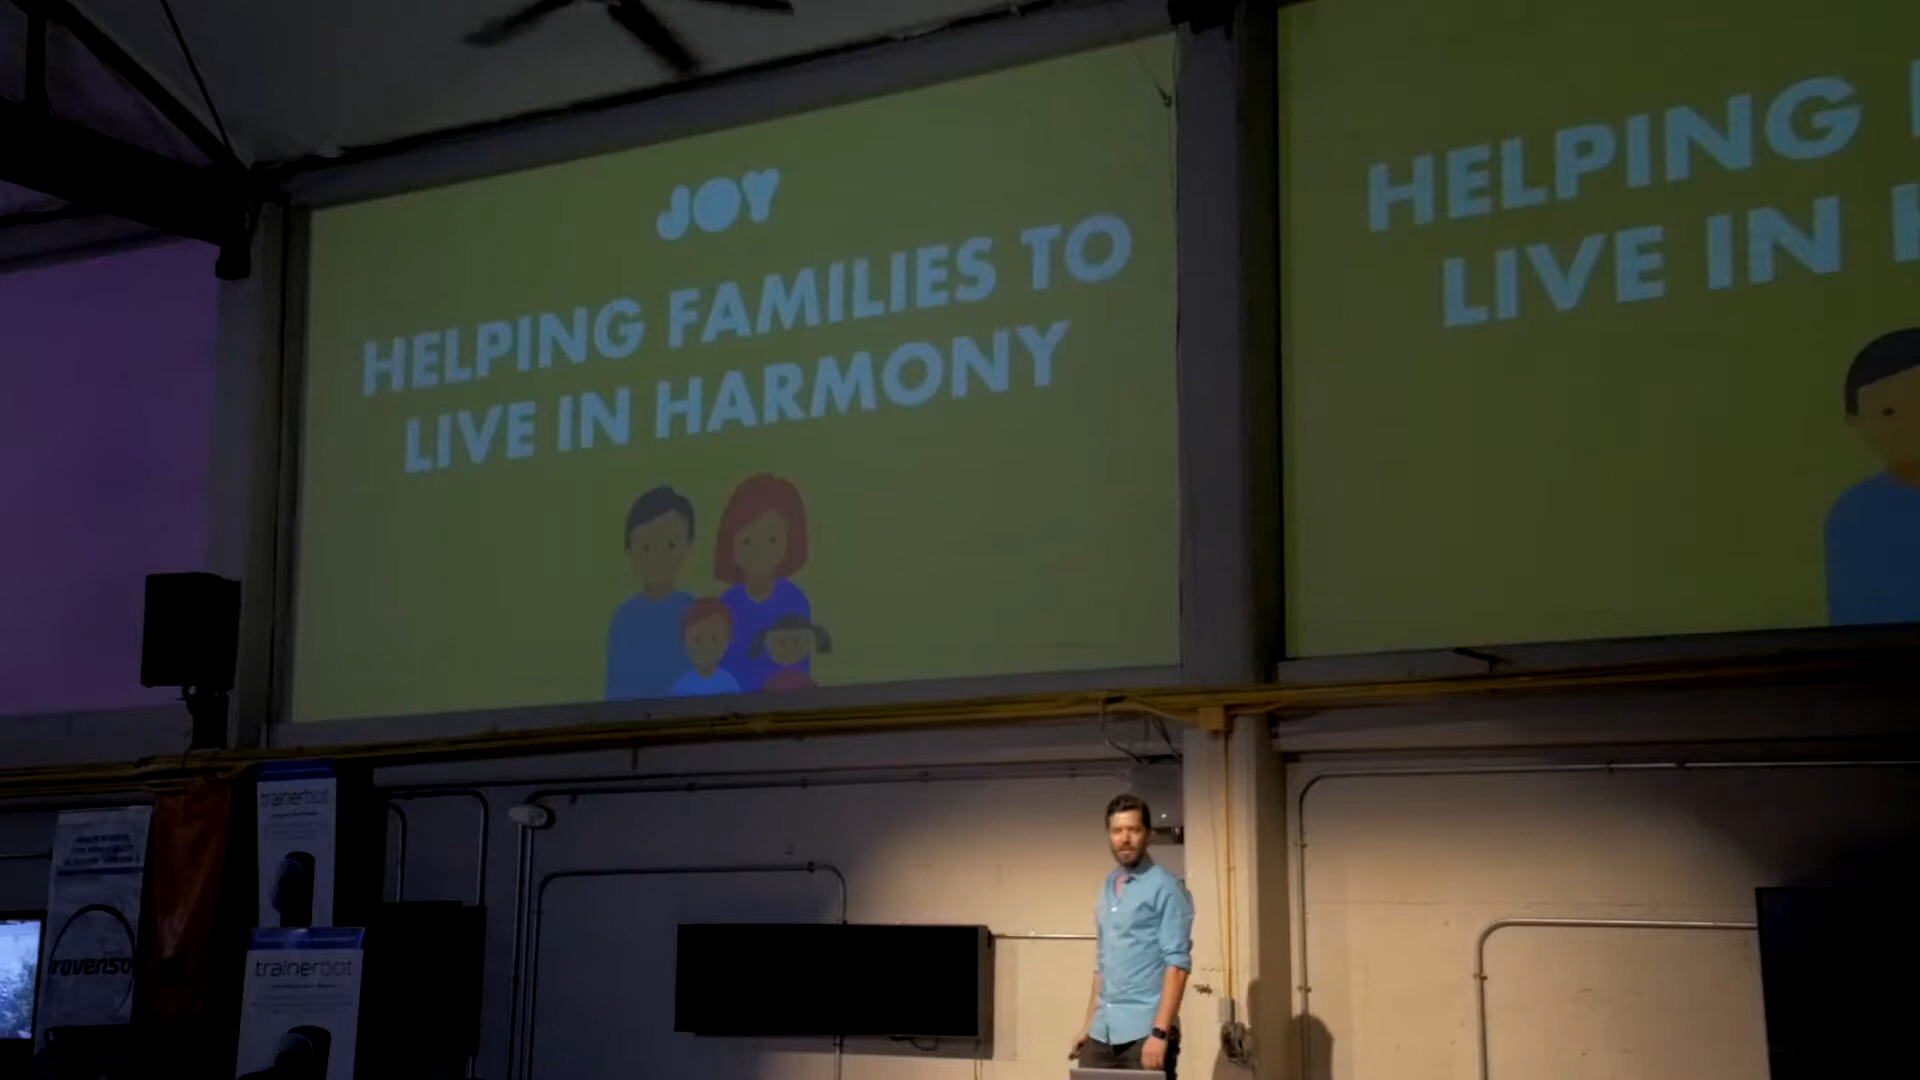 JOY
HELPING FAMILIES TO
LIVE IN HARMONY
HELPING
LIVE IN
trainerbot
trainerbot
ravenso